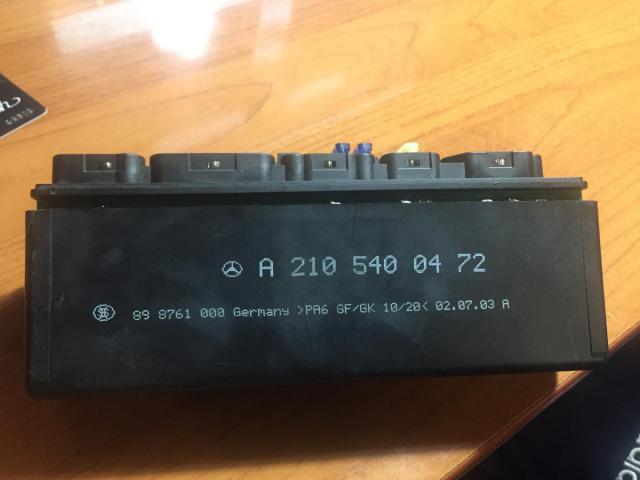 A 210 540 04 72
89 8761 000 Germany >PA6 GF/GK 10/20< 02.07.03 A